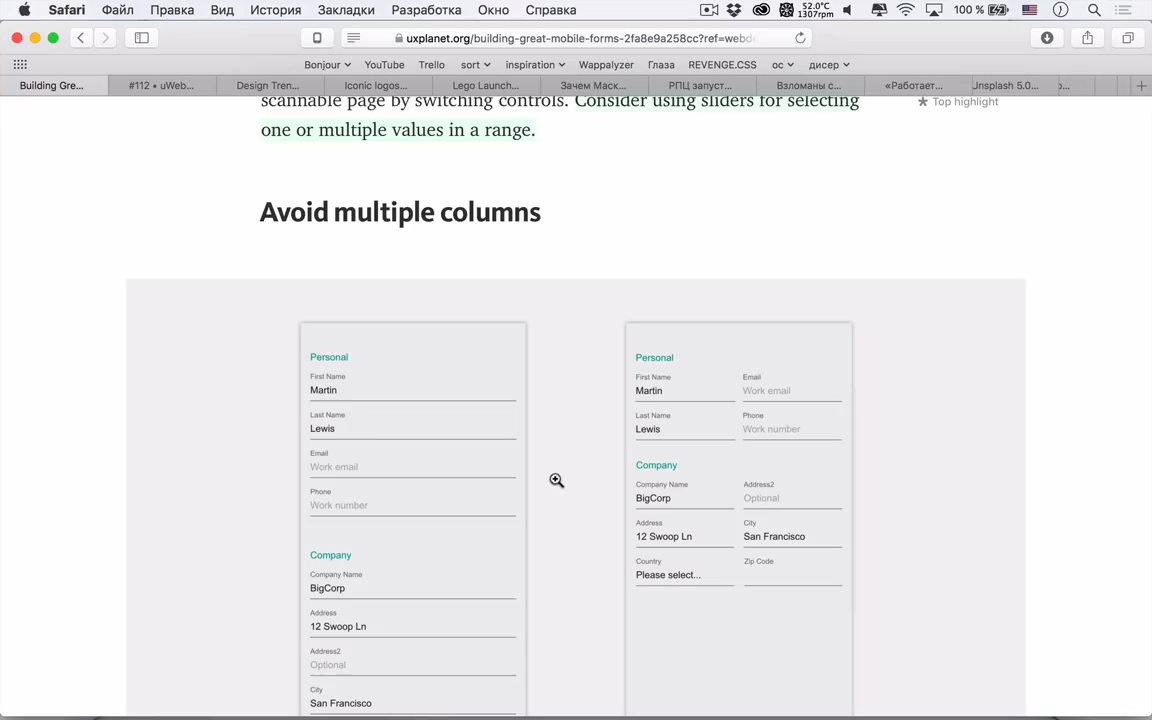 Safari Файл Правка Вид История Закладки Разработка Окно Справка 52.0°C 1307rpm 100 %
uxplanet.org/building-great-mobile-forms-2fa8e9a258cc?ref=webde
Bonjour YouTube Trello sort inspiration Wappalyzer Глаза REVENGE.CSS ос дисер
Building Gre... #112 • uWeb... Design Tren... Iconic logos... Lego Launch... Зачем Маск... РПЦ запуст... Взломаны с... «Работает... Unsplash 5.0...
scannable page by switching controls. Consider using sliders for selecting
Top highlight
one or multiple values in a range.
Avoid multiple columns
Personal
First Name
Martin
Last Name
Lewis
Email
Work email
Phone
Work number
Company
Company Name
BigCorp
Address
12 Swoop Ln
Address2
Optional
City
San Francisco
Personal
First Name Email
Martin Work email
Last Name Phone
Lewis Work number
Company
Company Name Address2
BigCorp Optional
Address City
12 Swoop Ln San Francisco
Country Zip Code
Please select...